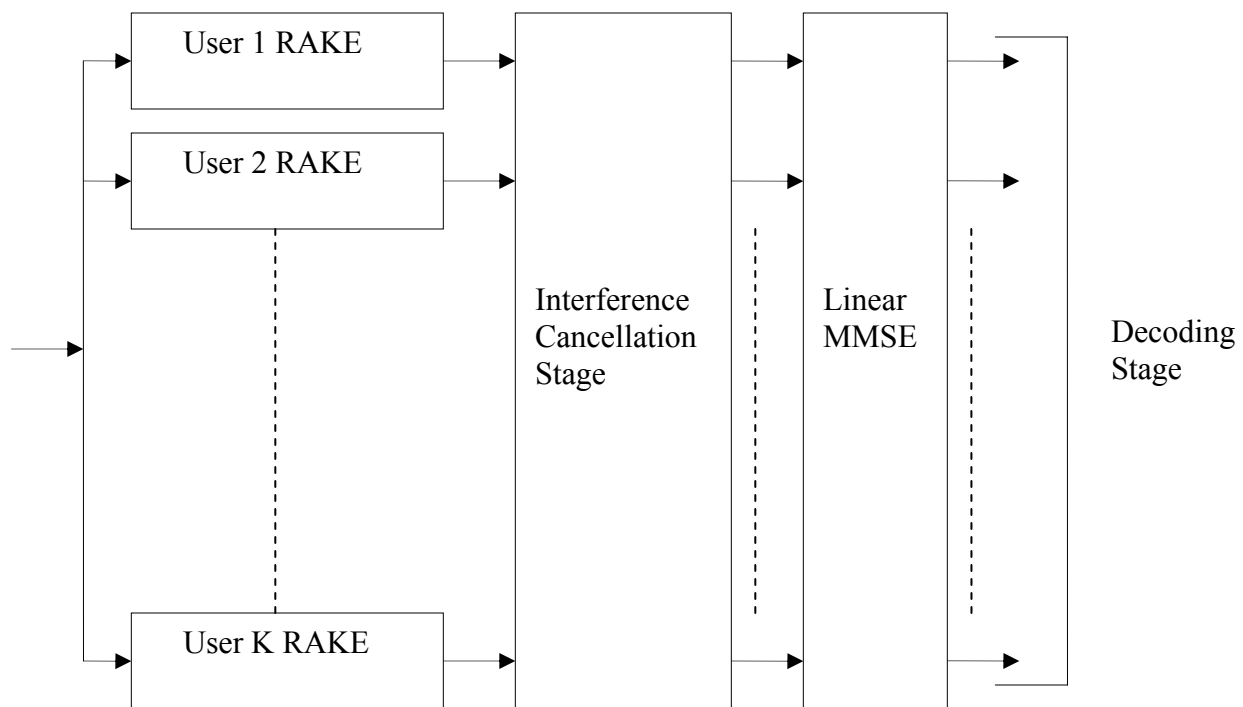 User 1 RAKE
User 2 RAKE
Interference
Cancellation
Stage
Linear
MMSE
Decoding
Stage
User K RAKE